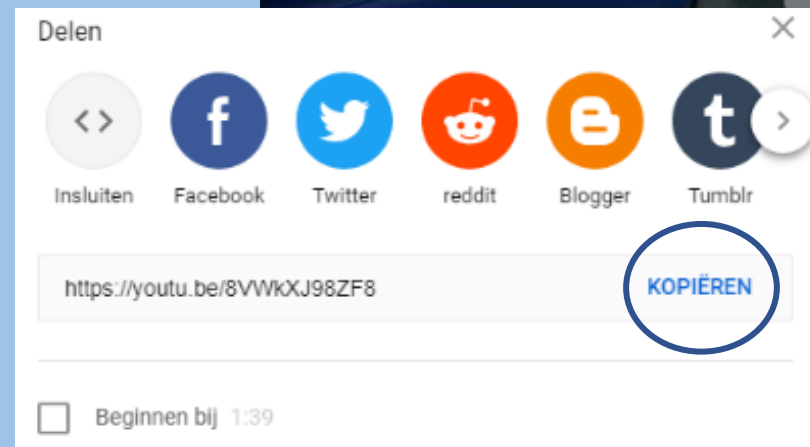 Delen
Insluiten Facebook Twitter reddit Blogger Tumblr
https://youtu.be/8VWkXJ98ZF8 KOPIËREN
Beginnen bij 1:39